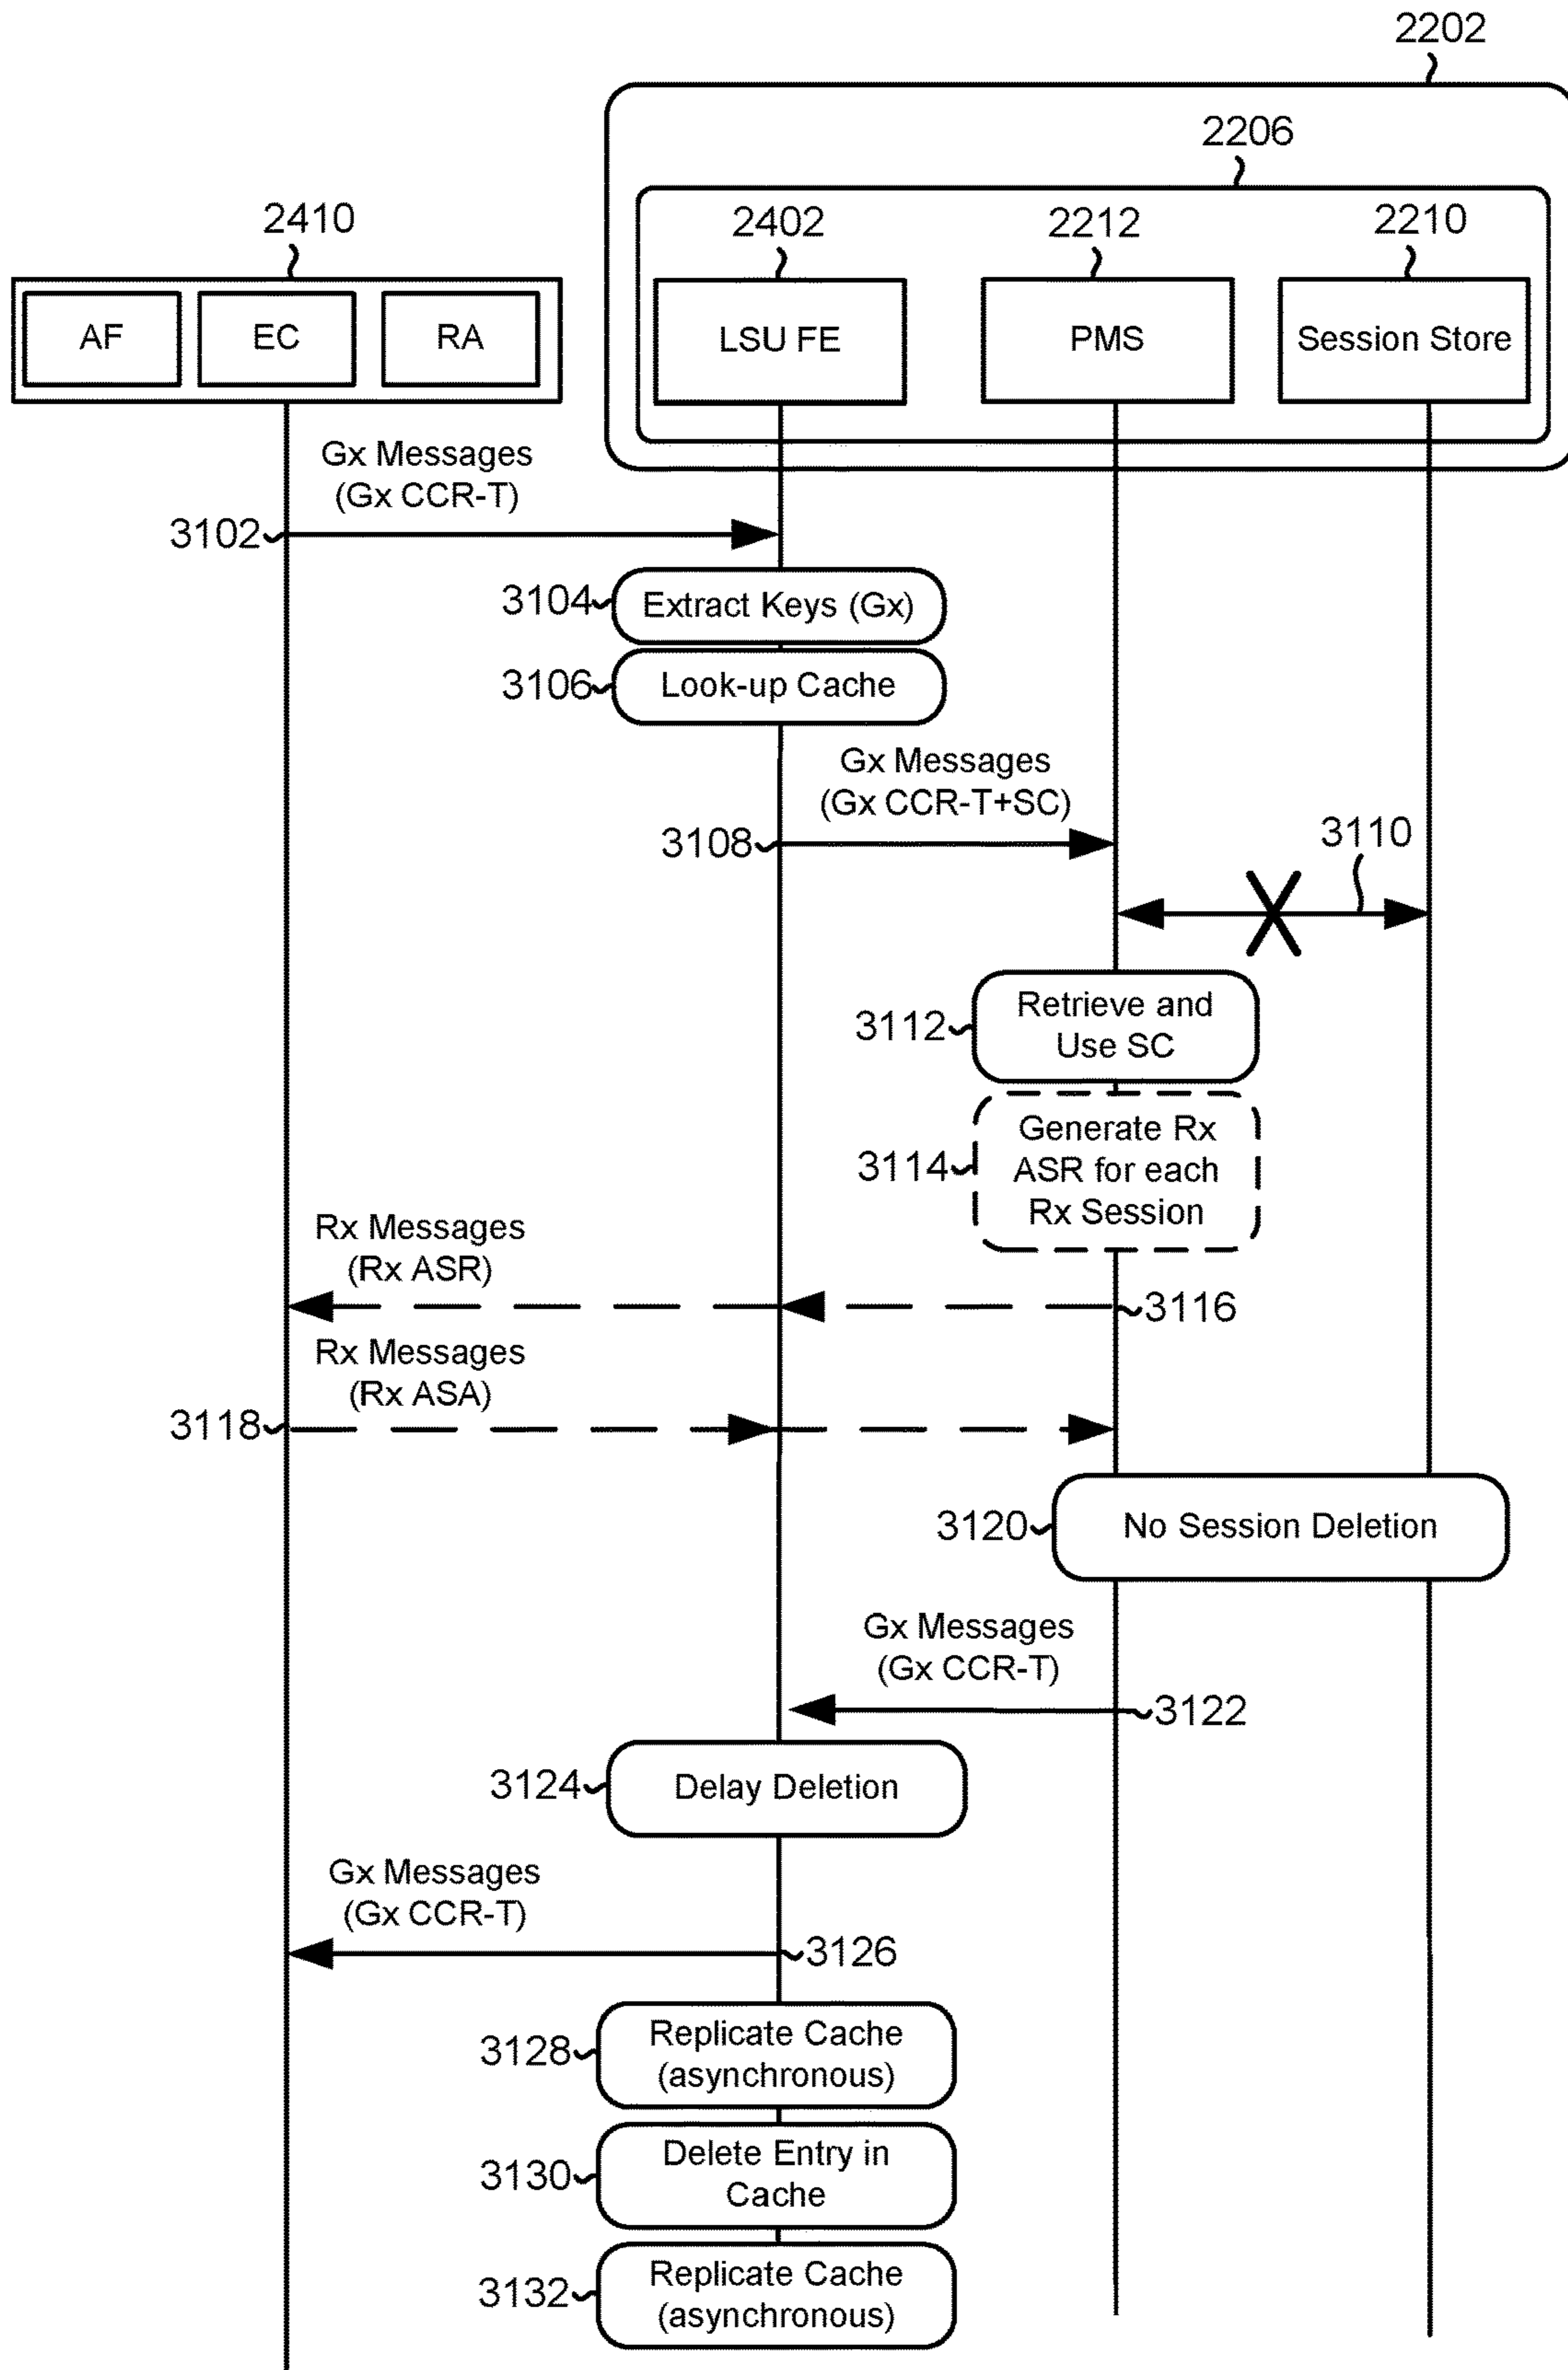 2202
2206
2410
2402
2212
2210
AF
EC
RA
LSU FE
PMS
Session Store
Gx Messages
(Gx CCR-T)
3102
3104
Extract Keys (Gx)
3106
Look-up Cache
Gx Messages
(Gx CCR-T+SC)
3108
3110
3112
Retrieve and
Use SC
3114
Generate Rx
ASR for each
Rx Session
Rx Messages
(Rx ASR)
3116
Rx Messages
(Rx ASA)
3118
3120
No Session Deletion
Gx Messages
(Gx CCR-T)
3122
3124
Delay Deletion
Gx Messages
(Gx CCR-T)
3126
3128
Replicate Cache
(asynchronous)
3130
Delete Entry in
Cache
3132
Replicate Cache
(asynchronous)